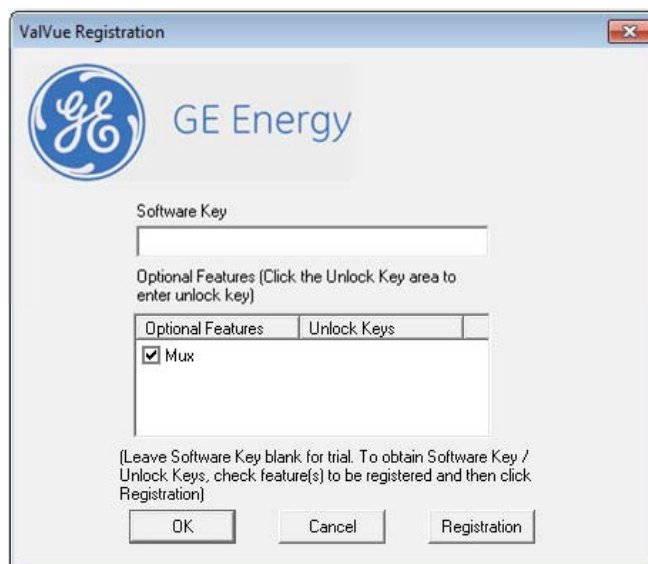 ValVue Registration
GE Energy
Software Key
Optional Features (Click the Unlock Key area to
enter unlock key)
Optional Features Unlock Keys
Mux
(Leave Software Key blank for trial. To obtain Software Key /
Unlock Keys, check feature(s) to be registered and then click
Registration)
OK Cancel Registration